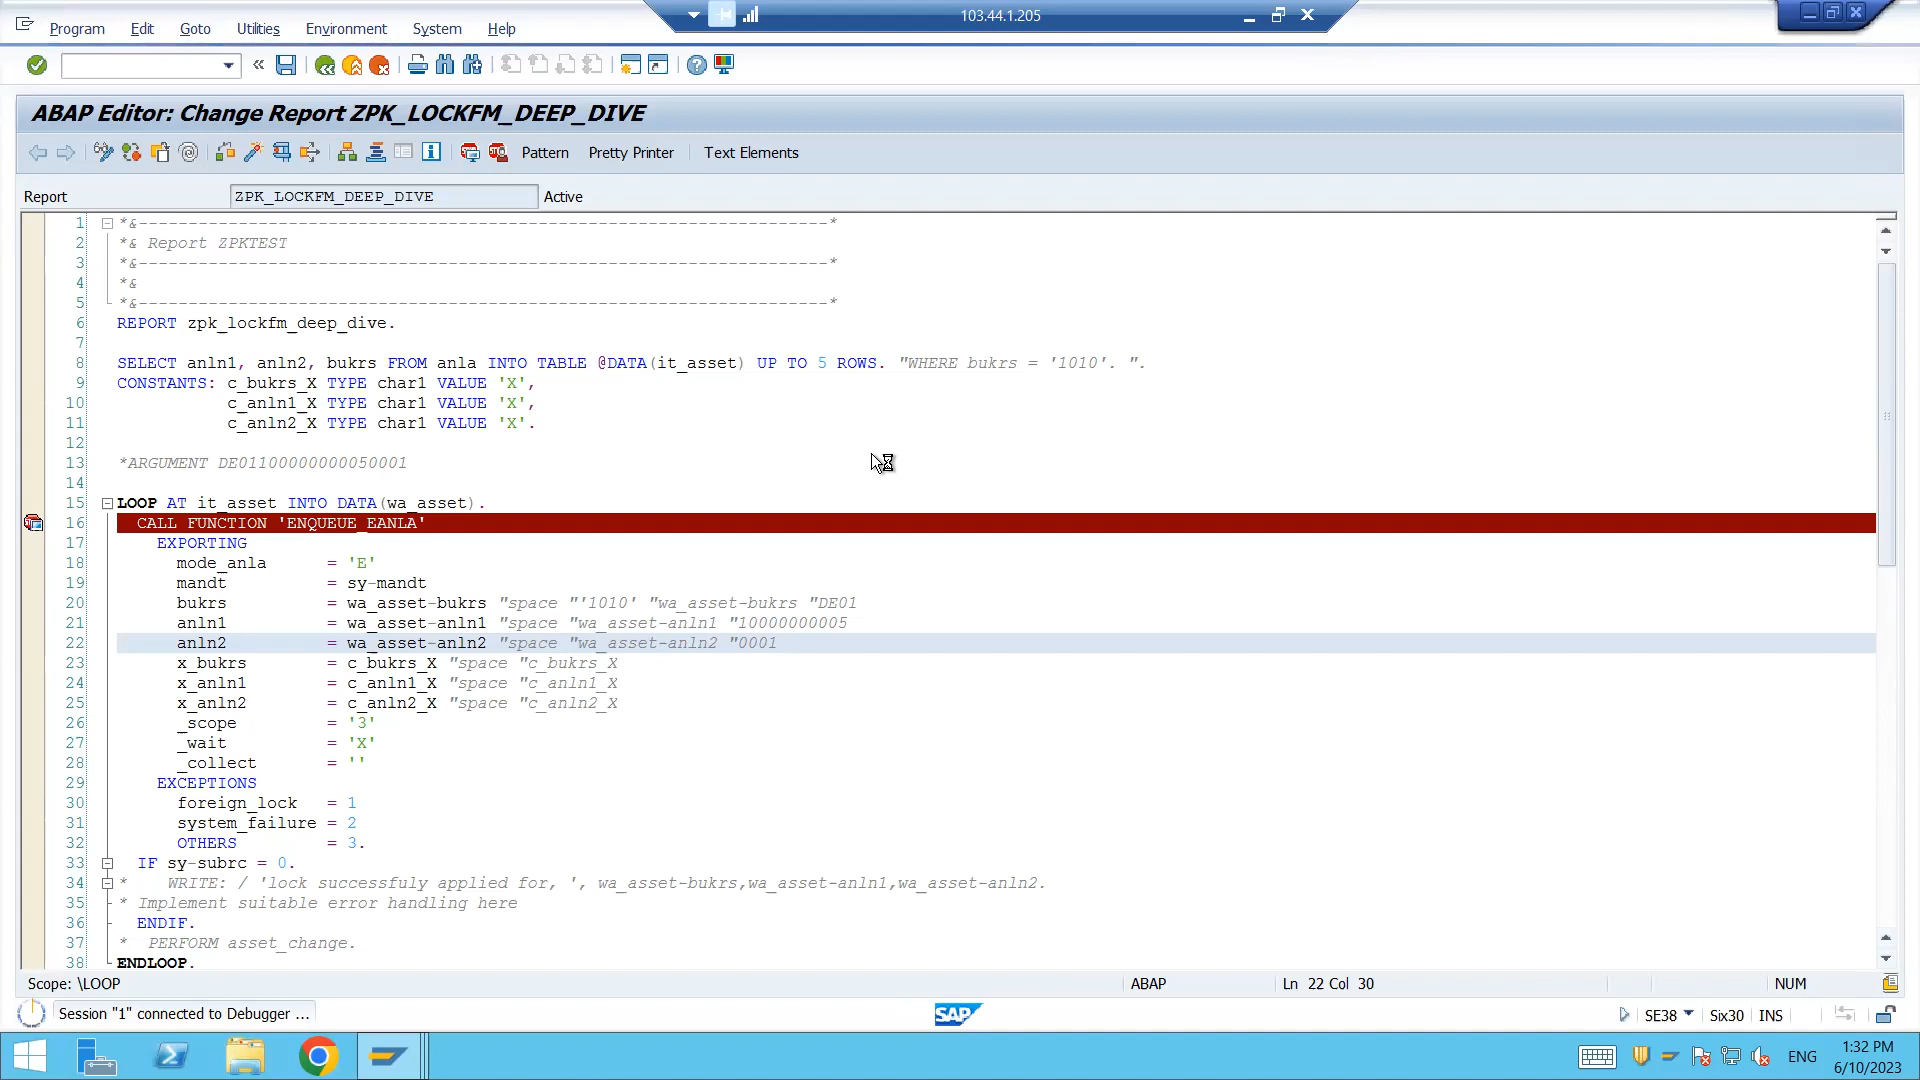 103.44.1.205
Program Edit Goto Utilities Environment System Help
ABAP Editor: Change Report ZPK_LOCKFM_DEEP_DIVE
Pattern Pretty Printer Text Elements
Report ZPK_LOCKFM_DEEP_DIVE Active
1 *&---------------------------------------------------------------------*
2 *& Report ZPKTEST
3 *&---------------------------------------------------------------------*
4 *&
5 *&---------------------------------------------------------------------*
6 REPORT zpk_lockfm_deep_dive.
7
8 SELECT anln1, anln2, bukrs FROM anla INTO TABLE @DATA(it_asset) UP TO 5 ROWS. "WHERE bukrs = '1010'. ".
9 CONSTANTS: c_bukrs_X TYPE char1 VALUE 'X',
10 c_anln1_X TYPE char1 VALUE 'X',
11 c_anln2_X TYPE char1 VALUE 'X'.
12
13 *ARGUMENT DE01100000000050001
14
15 LOOP AT it_asset INTO DATA(wa_asset).
16 CALL FUNCTION 'ENQUEUE_EANLA'
17 EXPORTING
18 mode_anla = 'E'
19 mandt = sy-mandt
20 bukrs = wa_asset-bukrs "space "'1010' "wa_asset-bukrs "DE01
21 anln1 = wa_asset-anln1 "space "wa_asset-anln1 "10000000005
22 anln2 = wa_asset-anln2 "space "wa_asset-anln2 "0001
23 x_bukrs = c_bukrs_X "space "c_bukrs_X
24 x_anln1 = c_anln1_X "space "c_anln1_X
25 x_anln2 = c_anln2_X "space "c_anln2_X
26 _scope = '3'
27 _wait = 'X'
28 _collect = ''
29 EXCEPTIONS
30 foreign_lock = 1
31 system_failure = 2
32 OTHERS = 3.
33 IF sy-subrc = 0.
34 * WRITE: / 'lock successfuly applied for, ', wa_asset-bukrs,wa_asset-anln1,wa_asset-anln2.
35 * Implement suitable error handling here
36 ENDIF.
37 * PERFORM asset_change.
38 ENDLOOP.
Scope: \LOOP ABAP Ln 22 Col 30 NUM
Session "1" connected to Debugger ... SAP SE38 Six30 INS
ENG 1:32 PM
6/10/2023